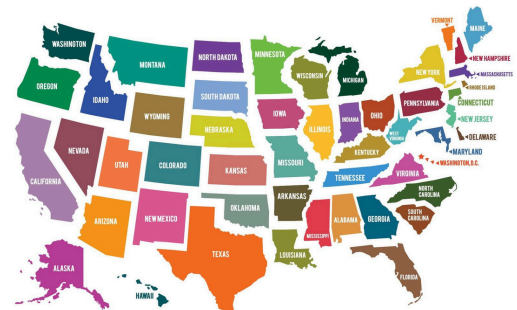 WASHINGTON
OREGON
CALIFORNIA
NEVADA
IDAHO
MONTANA
WYOMING
UTAH
ARIZONA
COLORADO
NEW MEXICO
NORTH DAKOTA
SOUTH DAKOTA
NEBRASKA
KANSAS
OKLAHOMA
TEXAS
MINNESOTA
IOWA
MISSOURI
ARKANSAS
LOUISIANA
WISCONSIN
ILLINOIS
MICHIGAN
INDIANA
OHIO
KENTUCKY
TENNESSEE
MISSISSIPPI
ALABAMA
GEORGIA
FLORIDA
SOUTH
CAROLINA
NORTH
CAROLINA
VIRGINIA
WEST
VIRGINIA
PENNSYLVANIA
NEW YORK
VERMONT
MAINE
NEW HAMPSHIRE
MASSACHUSETTS
RHODE ISLAND
CONNECTICUT
NEW JERSEY
DELAWARE
MARYLAND
WASHINGTON, D.C.
ALASKA
HAWAII